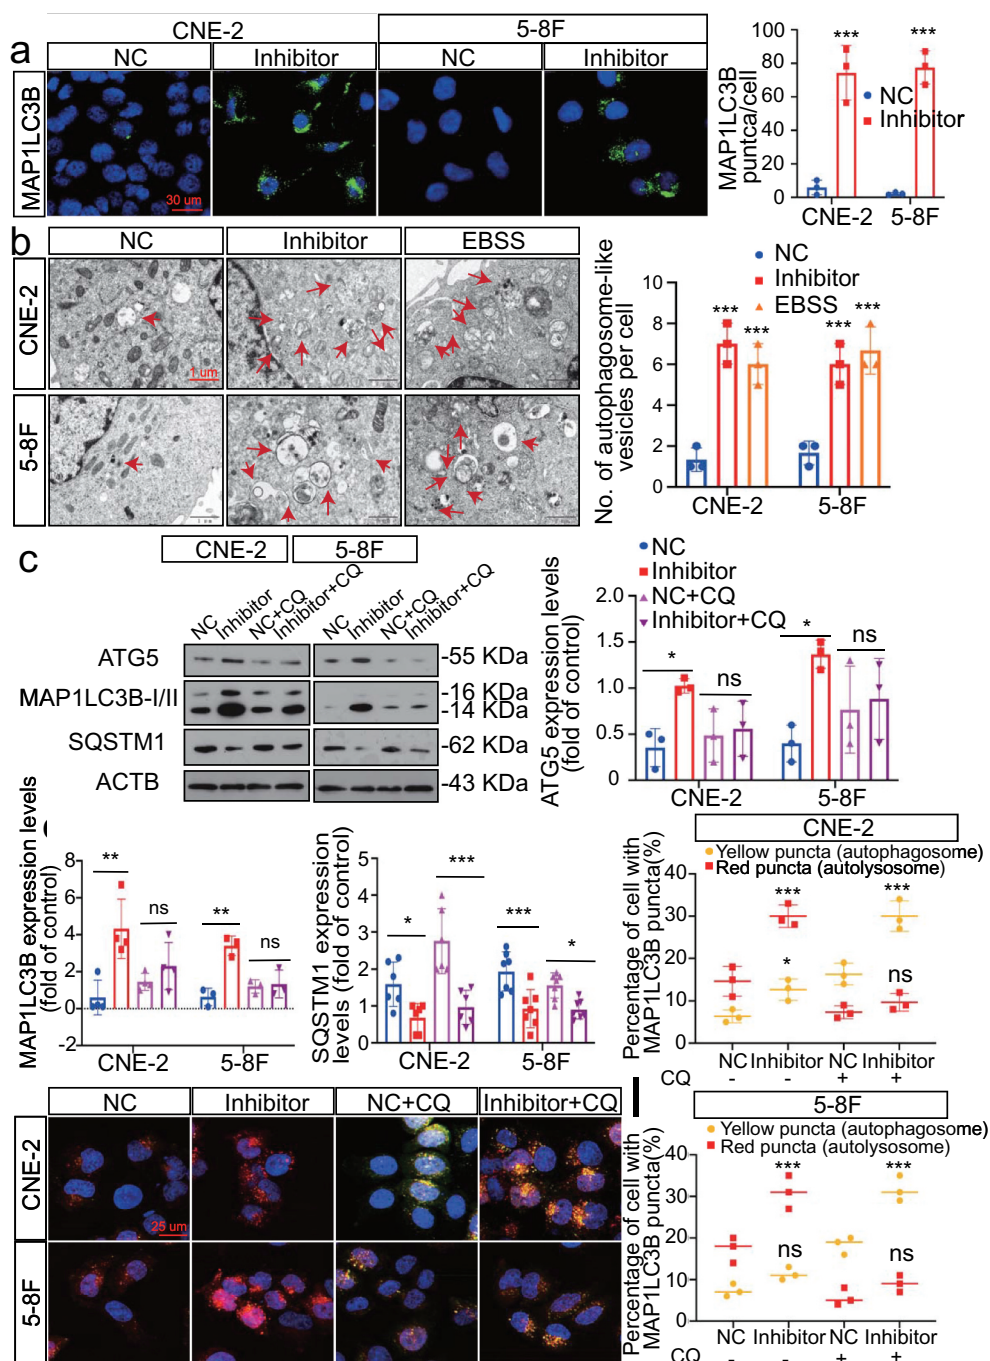 a
CNE-2
5-8F
NC
Inhibitor
NC
Inhibitor
MAP1LC3B
30 um
MAP1LC3B
puntca/cell
100
80
60
40
20
0
***
***
NC
Inhibitor
CNE-2
5-8F
b
NC
Inhibitor
EBSS
CNE-2
1 um
5-8F
No. of autophagosome-like
vesicles per cell
NC
Inhibitor
EBSS
10
8
6
4
2
0
***
***
***
***
CNE-2
5-8F
c
CNE-2
5-8F
NC
Inhibitor
NC+CQ
Inhibitor+CQ
NC
Inhibitor
NC+CQ
Inhibitor+CQ
ATG5
-55 KDa
MAP1LC3B-I/II
-16 KDa
-14 KDa
SQSTM1
-62 KDa
ACTB
-43 KDa
ATG5 expression levels
(fold of control)
NC
Inhibitor
NC+CQ
Inhibitor+CQ
2.0
1.5
1.0
0.5
0
*
ns
*
ns
CNE-2
5-8F
MAP1LC3B expression levels
(fold of control)
8
6
4
2
0
-2
**
ns
**
ns
CNE-2
5-8F
SQSTM1 expression
levels (fold of control)
5
4
3
2
1
0
*
***
***
*
CNE-2
5-8F
CNE-2
Yellow puncta (autophagosome)
Red puncta (autolysosome)
Percentage of cell with
MAP1LC3B puncta(%)
40
30
20
10
0
***
*
***
ns
NC
Inhibitor
NC
Inhibitor
CQ
-
-
+
+
NC
Inhibitor
NC+CQ
Inhibitor+CQ
CNE-2
25 um
5-8F
5-8F
Yellow puncta (autophagosome)
Red puncta (autolysosome)
Percentage of cell with
MAP1LC3B puncta(%)
40
30
20
10
0
***
ns
***
ns
NC
Inhibitor
NC
Inhibitor
CQ
-
-
+
+